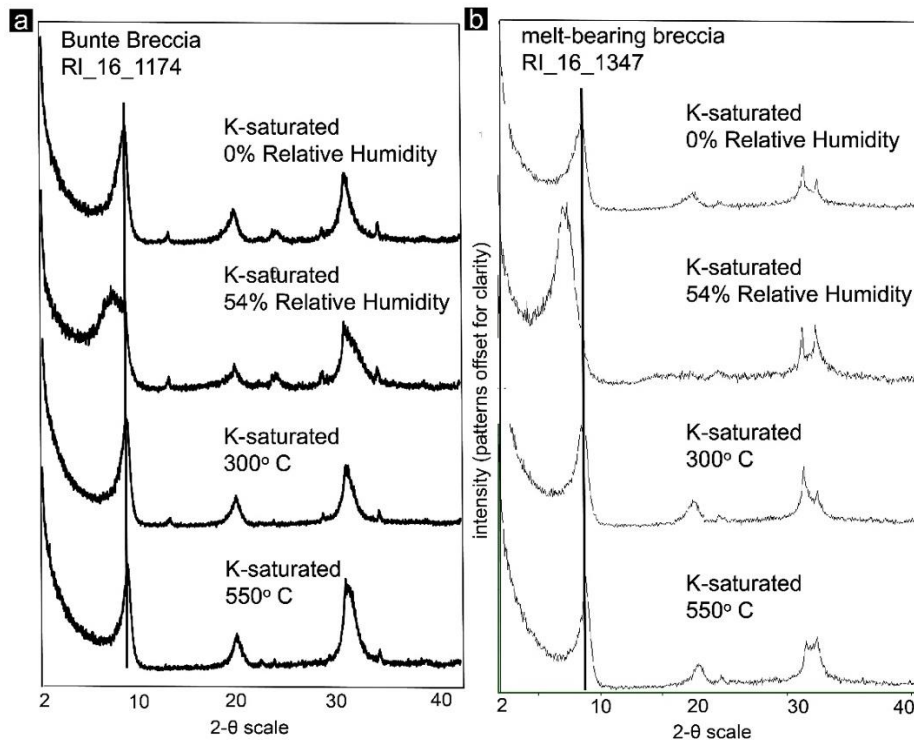 a
Bunte Breccia
RI_16_1174
K-saturated
0% Relative Humidity
K-saturated
54% Relative Humidity
K-saturated
300° C
K-saturated
550° C
2 10 20 30 40
2-θ scale
b
melt-bearing breccia
RI_16_1347
K-saturated
0% Relative Humidity
K-saturated
54% Relative Humidity
K-saturated
300° C
K-saturated
550° C
intensity (patterns offset for clarity)
2 10 20 30 40
2-θ scale